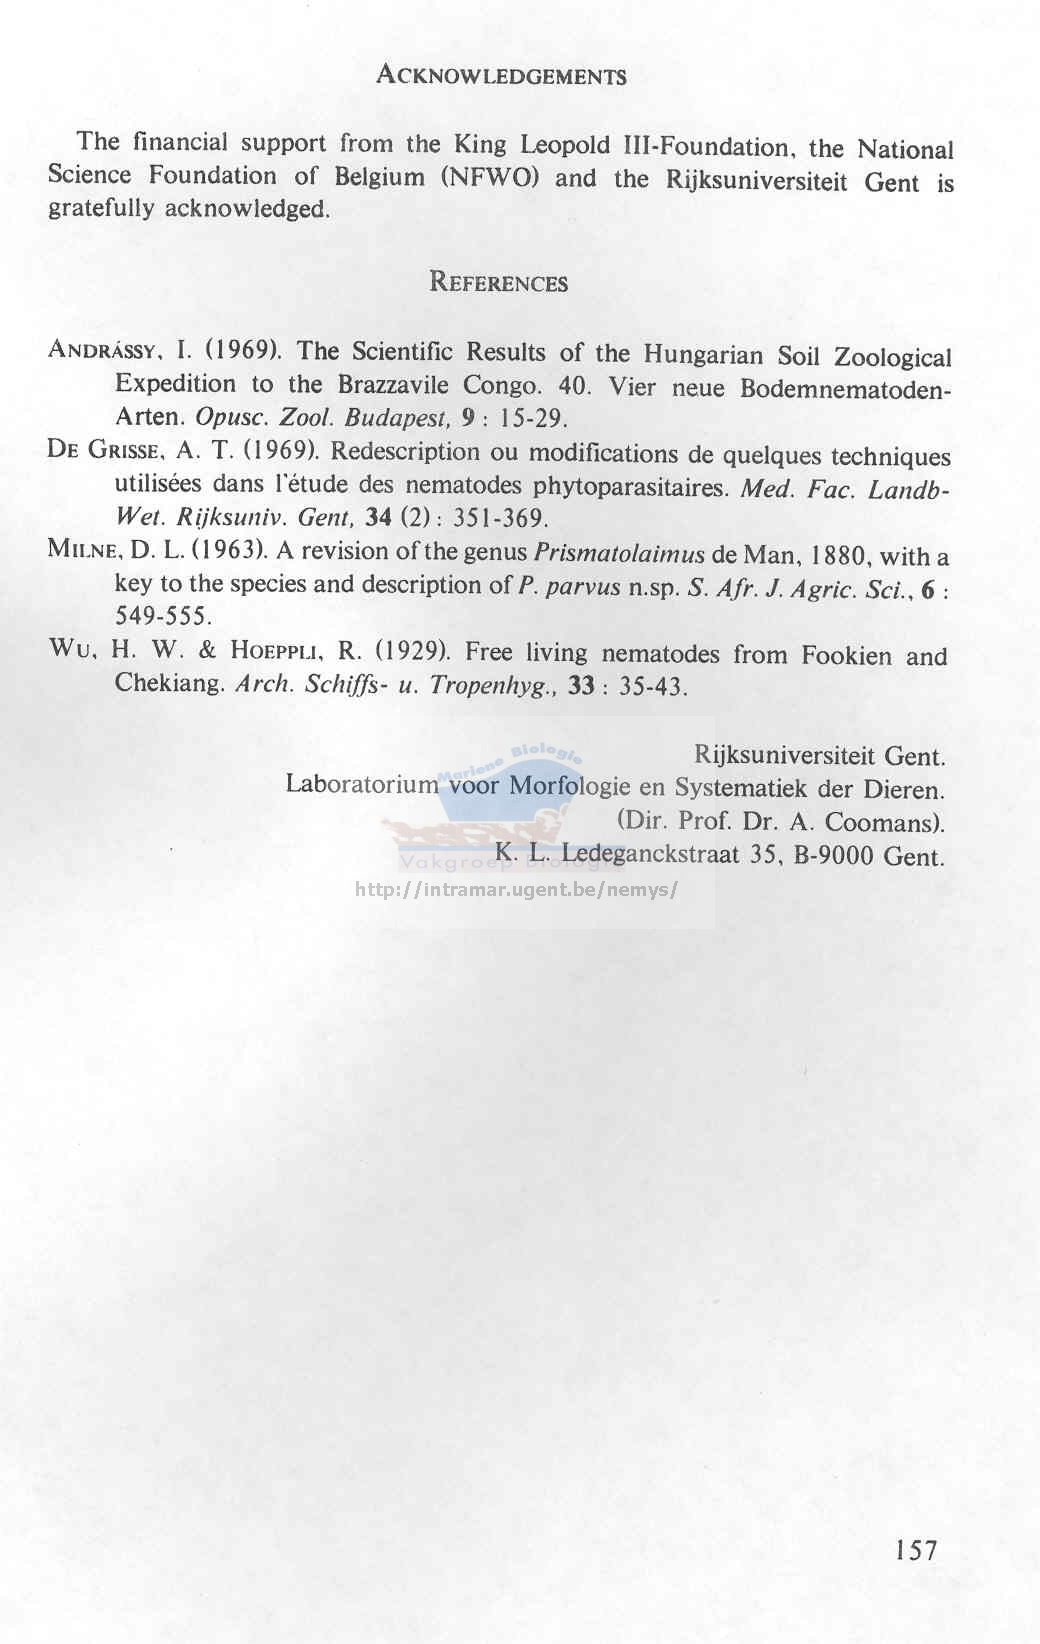 ACKNOWLEDGEMENTS
The financial support from the King Leopold III-Foundation, the National
Science Foundation of Belgium (NFWO) and the Rijksuniversiteit Gent is
gratefully acknowledged.
REFERENCES
ANDRÁSSY, I. (1969). The Scientific Results of the Hungarian Soil Zoological
Expedition to the Brazzavile Congo. 40. Vier neue Bodemnematoden-
Arten. Opusc. Zool. Budapest, 9 : 15-29.
DE GRISSE, A. T. (1969). Redescription ou modifications de quelques techniques
utilisées dans l'étude des nematodes phytoparasitaires. Med. Fac. Landb-
Wet. Rijksuniv. Gent, 34 (2) : 351-369.
MILNE, D. L. (1963). A revision of the genus Prismatolaimus de Man, 1880, with a
key to the species and description of P. parvus n.sp. S. Afr. J. Agric. Sci., 6 :
549-555.
WU, H. W. & HOEPPLI, R. (1929). Free living nematodes from Fookien and
Chekiang. Arch. Schiffs- u. Tropenhyg., 33 : 35-43.
Rijksuniversiteit Gent.
Laboratorium voor Morfologie en Systematiek der Dieren.
(Dir. Prof. Dr. A. Coomans).
K. L. Ledeganckstraat 35, B-9000 Gent.
Mariene Biologie
Vakgroep Biologie
http://intramar.ugent.be/nemys/
157